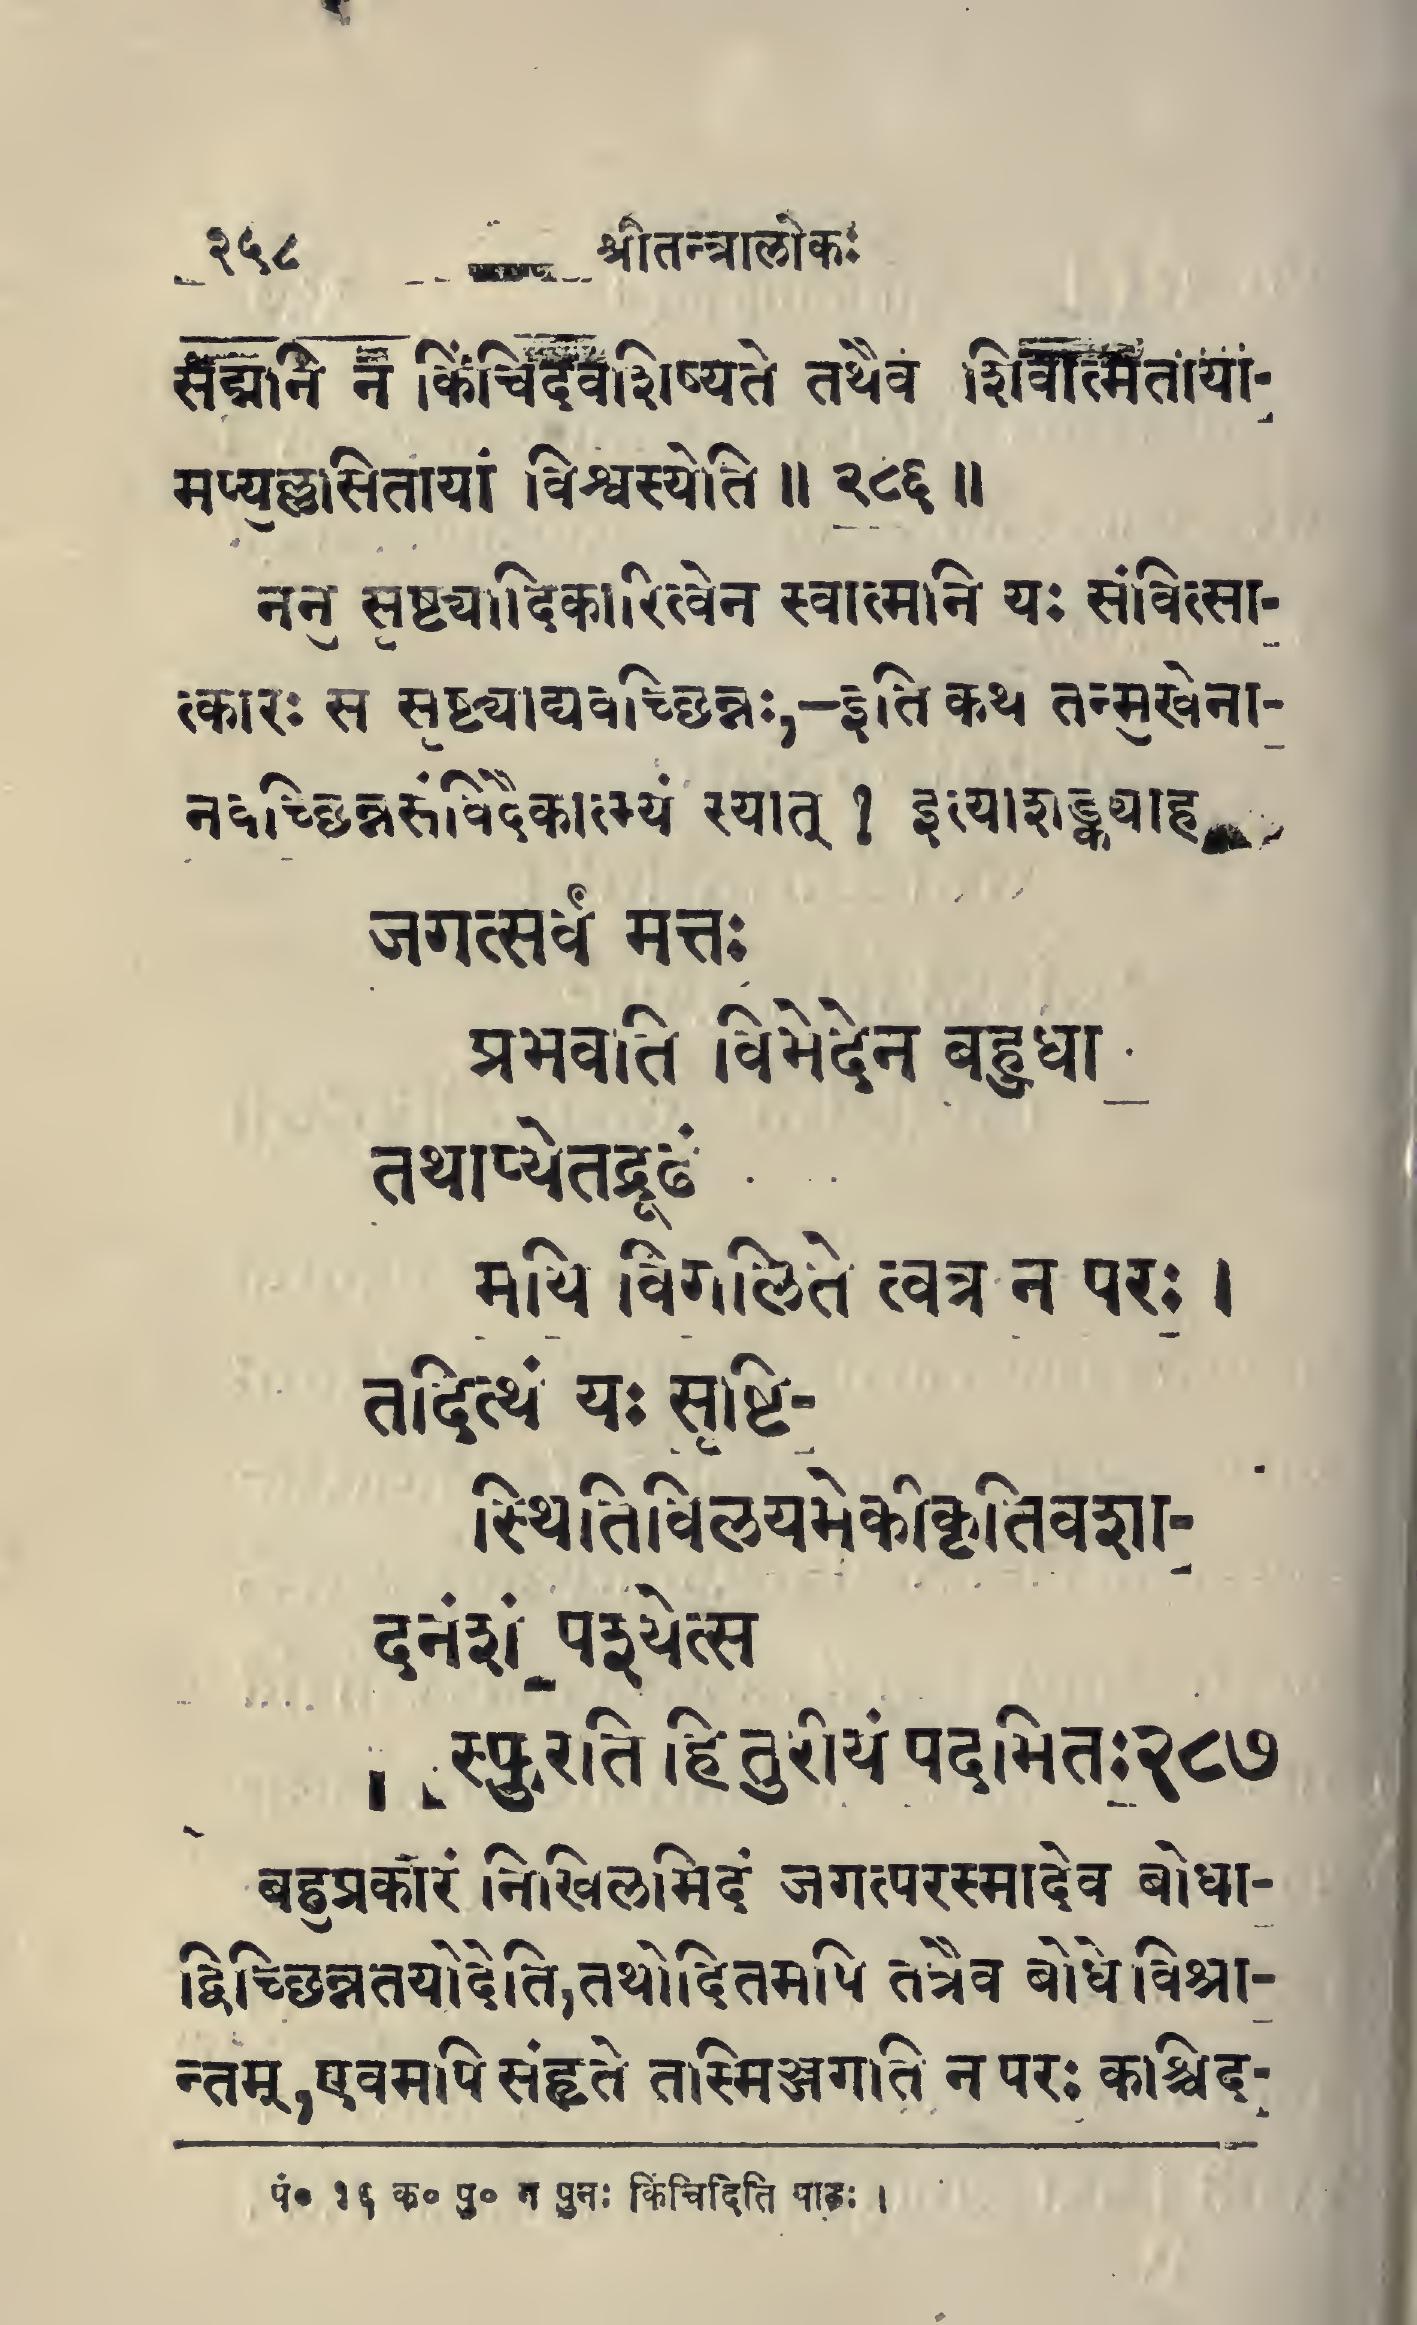 २५८ श्रीतन्त्रालोकः
सद्मनि न किंचिदवशिष्यते तथैव शिवात्मताया-
मप्युल्लसितायां विश्वस्येति ॥ २८६ ॥
ननु सृष्ट्यादिकारित्वेन स्वात्मनि यः संवित्सा-
त्कारः स सृष्ट्याद्यवच्छिन्नः,—इति कथं तन्मुखेना-
नवच्छिन्नसंविदैकात्म्यं स्यात् ? इत्याशङ्क्याह
जगत्सर्वं मत्तः
प्रभवति विभेदेन बहुधा
तथाप्येतद्रूढं
मयि विगलिते त्वत्र न परः ।
तदित्थं यः सृष्टि-
स्थितिविलयमेकीकृतिवशा-
दनंशं पश्येत्स
स्फुरति हि तुरीयं पदमितः२८७
बहुप्रकारं निखिलमिदं जगत्परस्मादेव बोधा-
द्विच्छिन्नतयोदेति,तथोदितमपि तत्रैव बोधे विश्रा-
न्तम्,एवमपि संहृते तस्मिञ्जगति न परः कश्चिद-
पं० १६ क० पु० न पुनः किंचिदिति पाठः ।